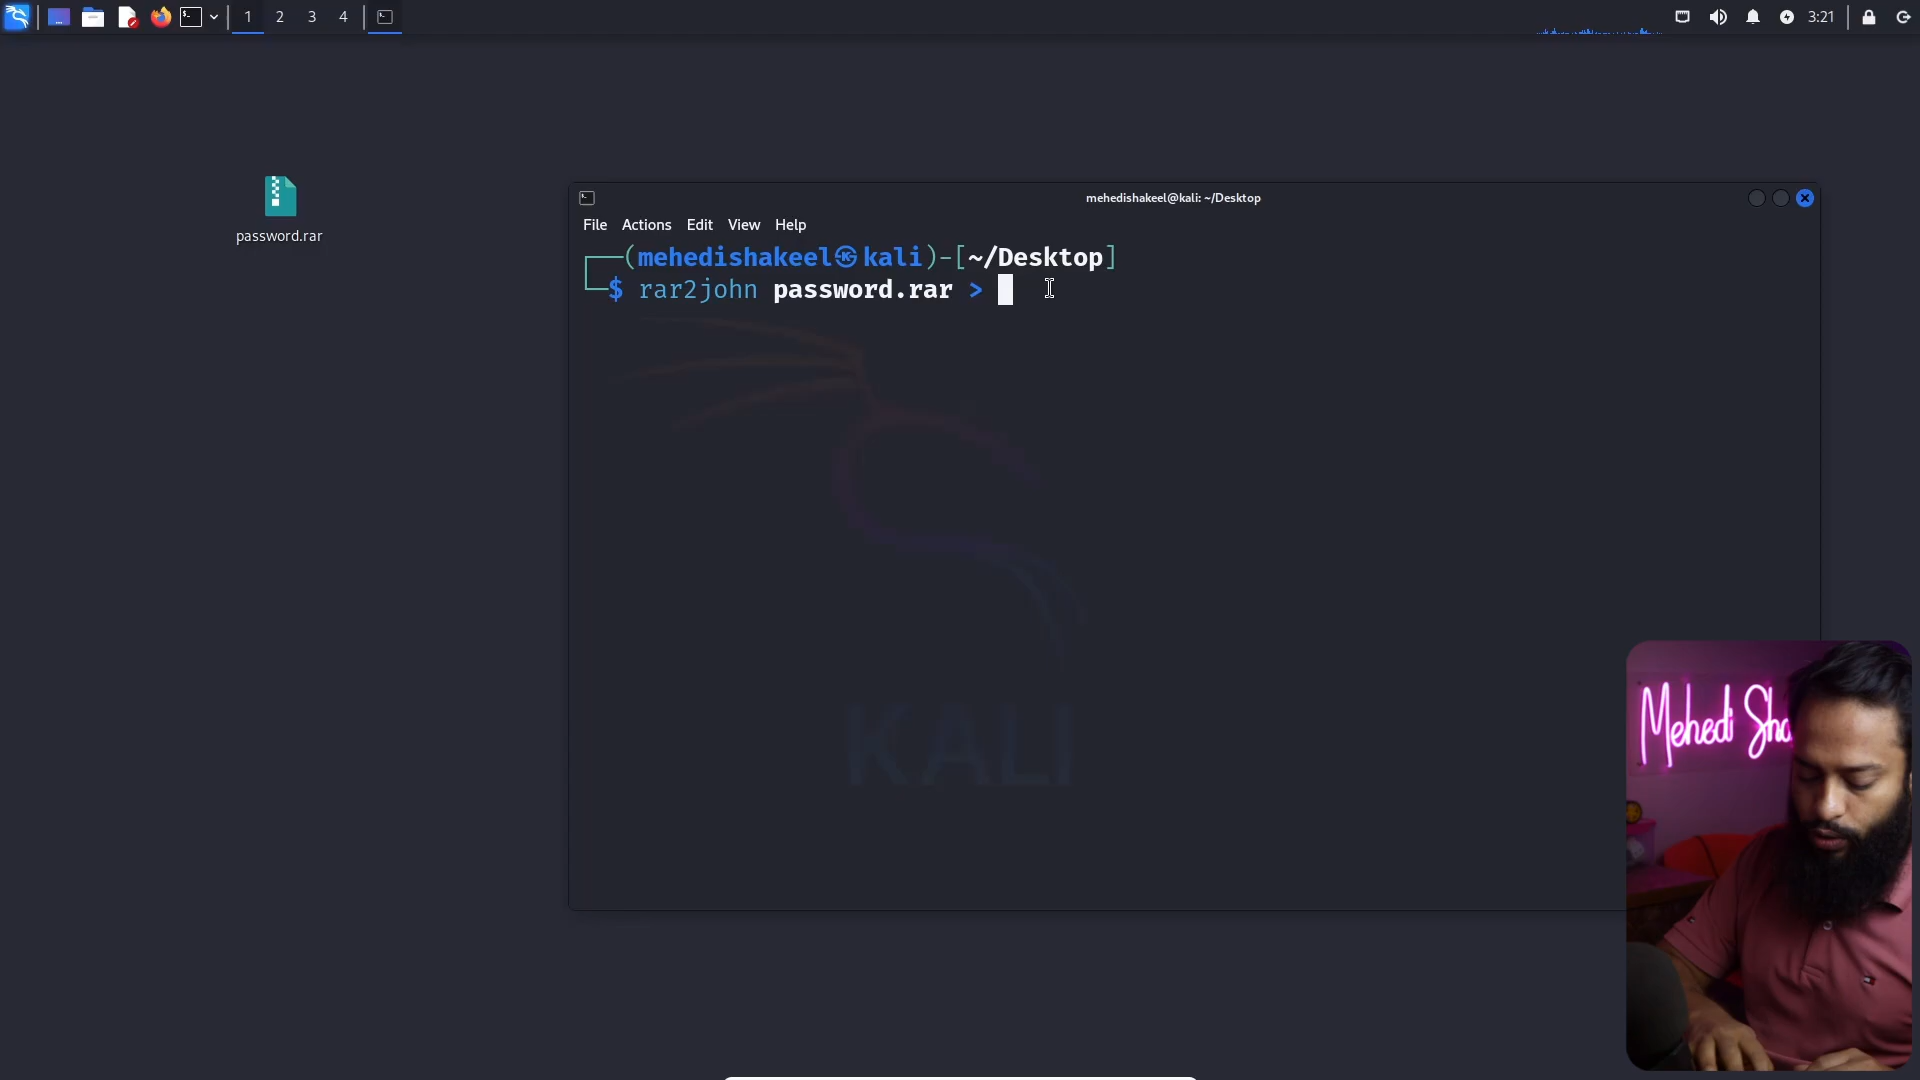 1 2 3 4
3:21
password.rar
mehedishakeel@kali: ~/Desktop
File Actions Edit View Help
(mehedishakeel㉿kali)-[~/Desktop]
$ rar2john password.rar >
KALI
Mehedi Sha